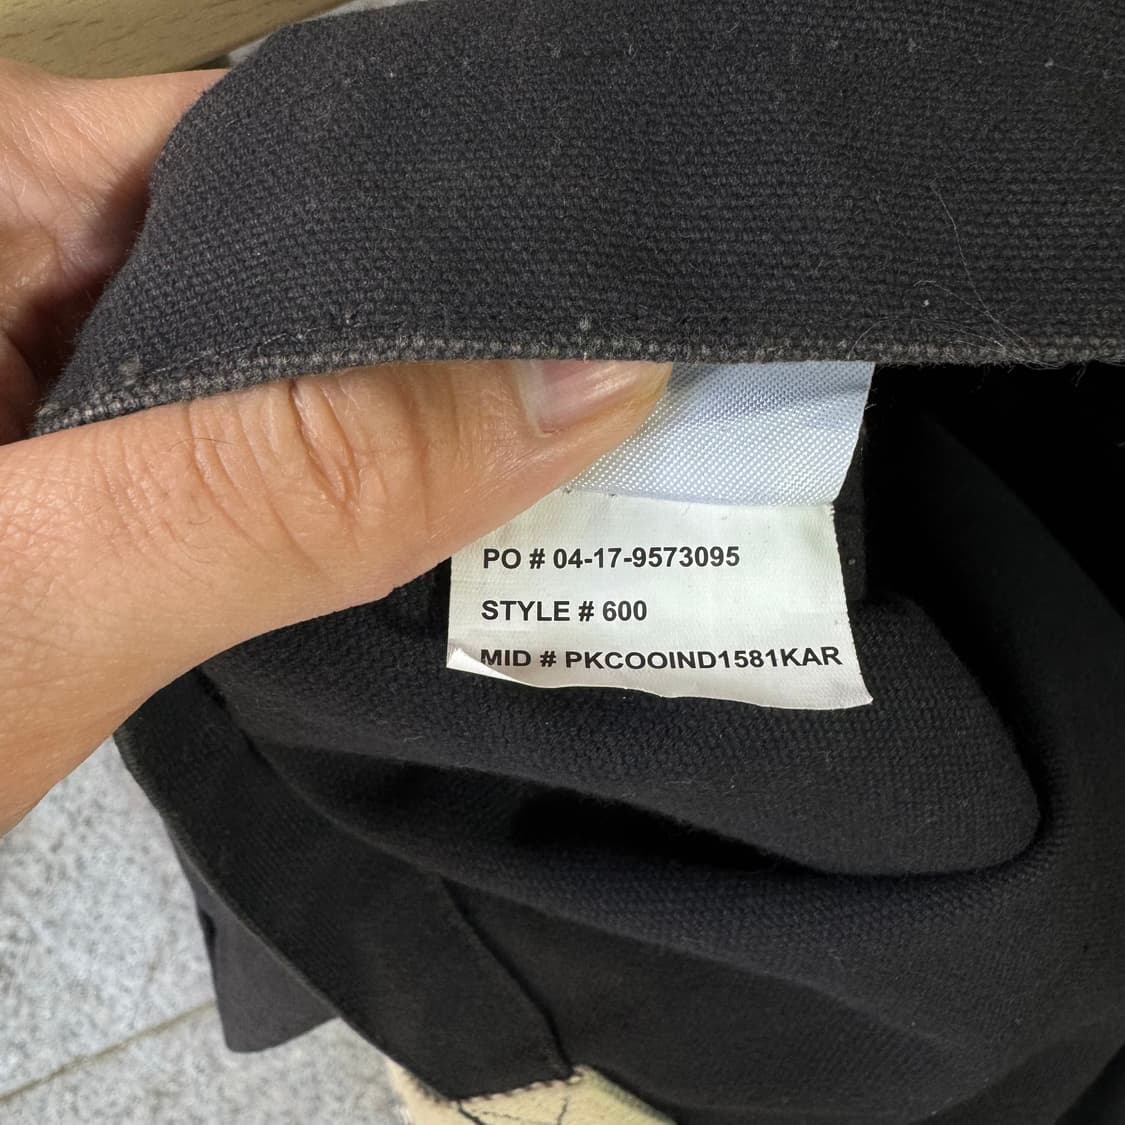 PO # 04-17-9573095
STYLE # 600
MID # PKCOOIND1581KAR